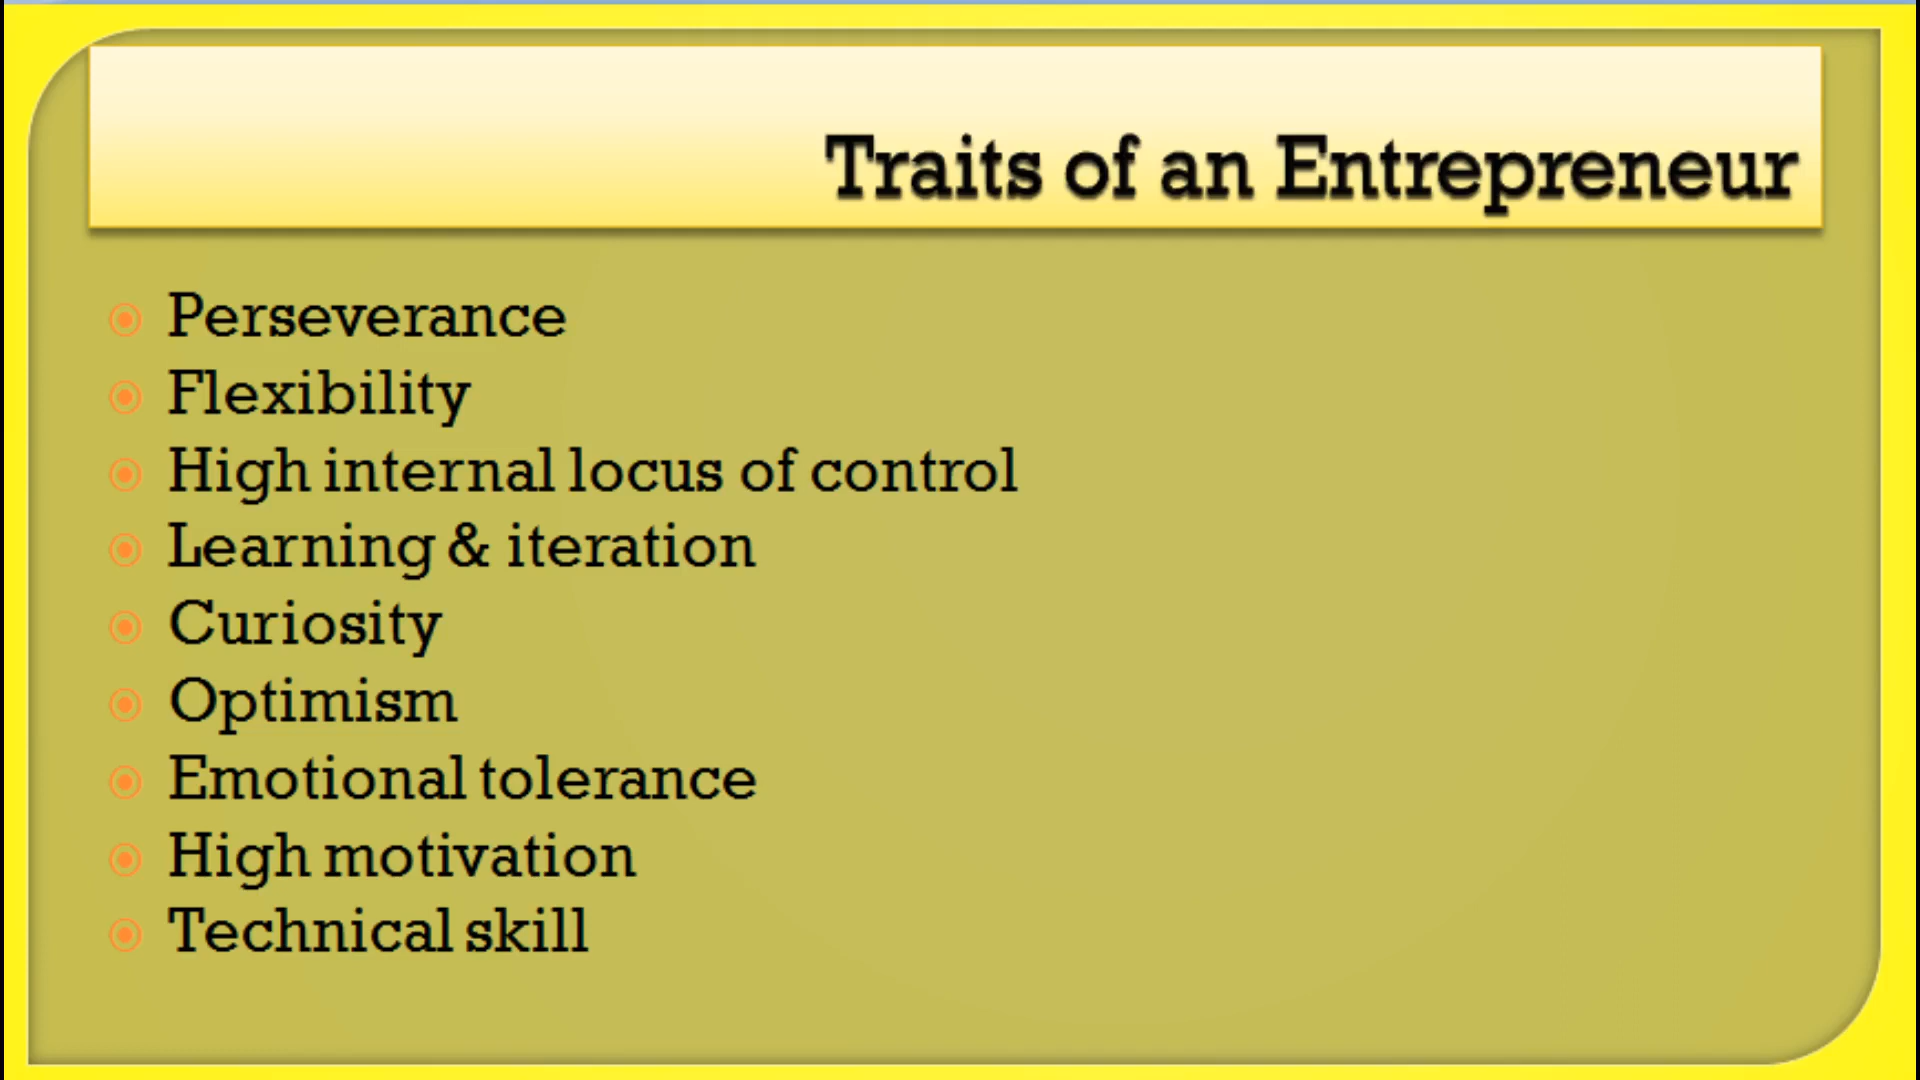 Traits of an Entrepreneur
Perseverance
Flexibility
High internal locus of control
Learning & iteration
Curiosity
Optimism
Emotional tolerance
High motivation
Technical skill